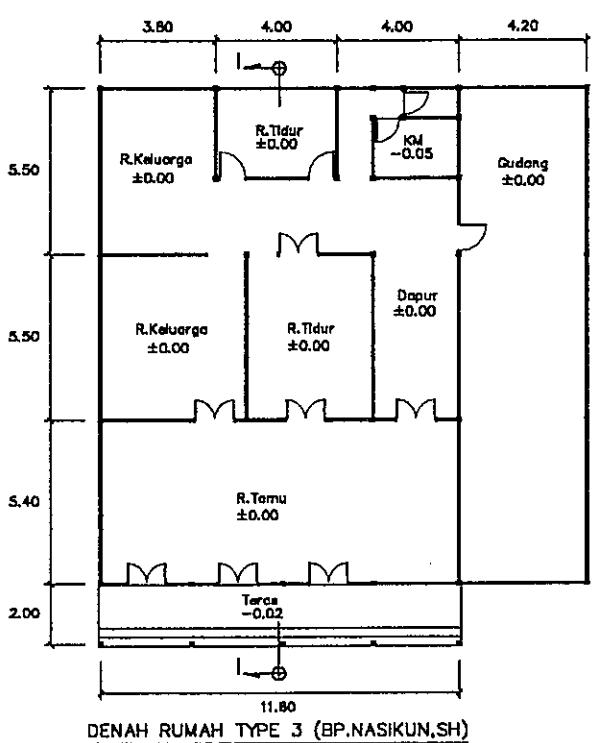 3.80 4.00 4.00 4.20
I
R.Tidur
±0.00
KM
-0.05
R.Keluarga
±0.00
Gudang
±0.00
5.50
Dapur
±0.00
R.Keluarga
±0.00
R.Tidur
±0.00
5.50
R.Tamu
±0.00
5.40
Teras
-0.02
2.00
I
11.80
DENAH RUMAH TYPE 3 (BP.NASIKUN,SH)